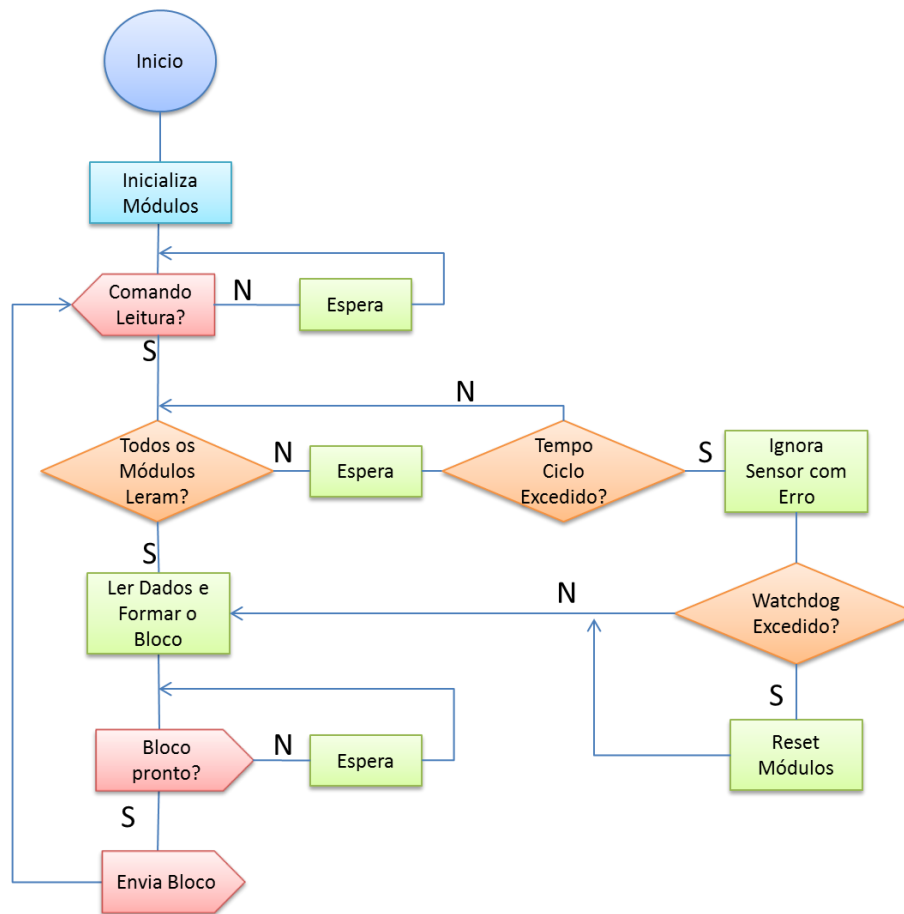 Inicio
Inicializa
Módulos
Comando
Leitura?
N
Espera
S
N
Todos os
Módulos
Leram?
N
Espera
Tempo
Ciclo
Excedido?
S
Ignora
Sensor com
Erro
S
Ler Dados e
Formar o
Bloco
N
Watchdog
Excedido?
S
Bloco
pronto?
N
Espera
Reset
Módulos
S
Envia Bloco